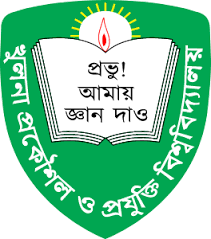 প্রভু!
আমায়
জ্ঞান দাও
খুলনা প্রকৌশল ও প্রযুক্তি বিশ্ববিদ্যালয়